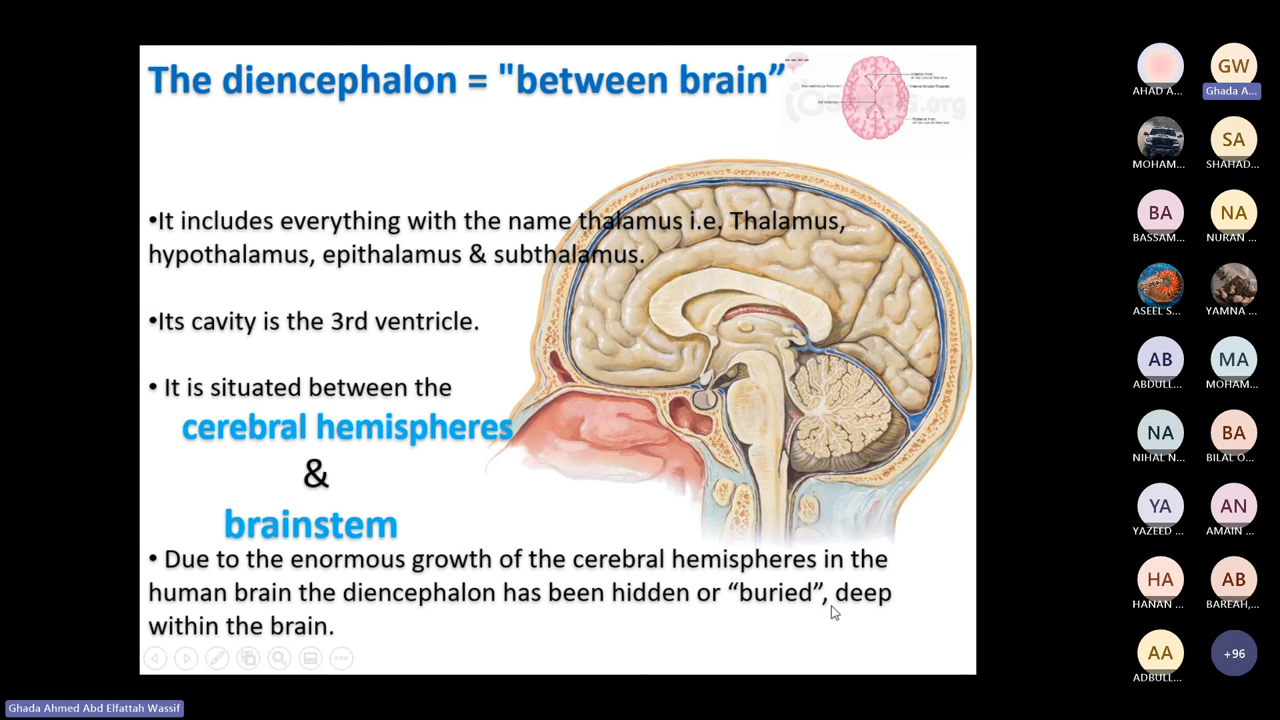 The diencephalon = "between brain”
•It includes everything with the name thalamus i.e. Thalamus,
hypothalamus, epithalamus & subthalamus.
•Its cavity is the 3rd ventricle.
• It is situated between the
cerebral hemispheres
&
brainstem
• Due to the enormous growth of the cerebral hemispheres in the
human brain the diencephalon has been hidden or “buried”, deep
within the brain.
AHAD A...
GW
Ghada A...
MOHAM...
SA
SHAHAD...
BA
BASSAM...
NA
NURAN ...
ASEEL S...
YAMNA ...
AB
ABDULL...
MA
MOHAM...
NA
NIHAL N...
BA
BILAL O...
YA
YAZEED ...
AN
AMAIN ...
HA
HANAN ...
AB
BAREAH,...
AA
ADBULL...
+96
Ghada Ahmed Abd Elfattah Wassif